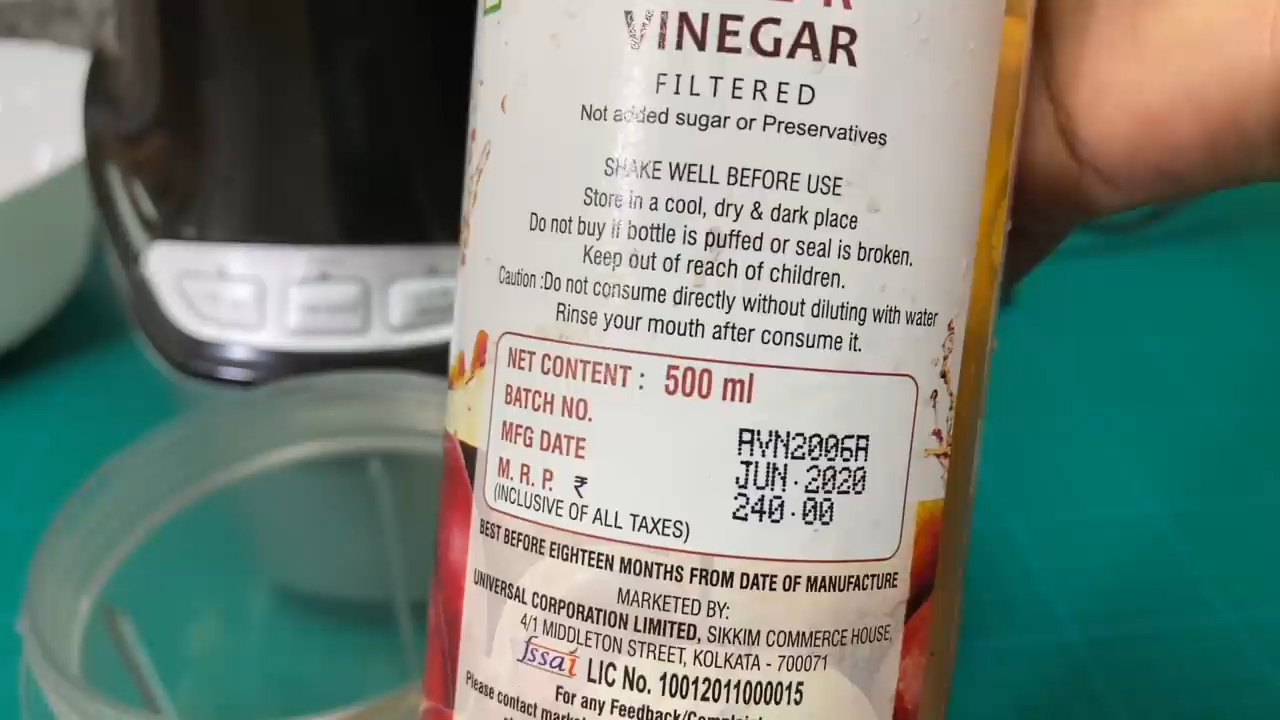 VINEGAR
FILTERED
Not added sugar or Preservatives
SHAKE WELL BEFORE USE
Store in a cool, dry & dark place
Do not buy if bottle is puffed or seal is broken.
Keep out of reach of children.
Caution :Do not consume directly without diluting with water
Rinse your mouth after consume it.
NET CONTENT : 500 ml
BATCH NO. AVN2006A
MFG DATE JUN.2020
M. R. P. ₹ 240.00
(INCLUSIVE OF ALL TAXES)
BEST BEFORE EIGHTEEN MONTHS FROM DATE OF MANUFACTURE
MARKETED BY:
UNIVERSAL CORPORATION LIMITED, SIKKIM COMMERCE HOUSE,
4/1 MIDDLETON STREET, KOLKATA - 700071
fssai LIC No. 10012011000015
For any Feedback/Complaint
Please contact